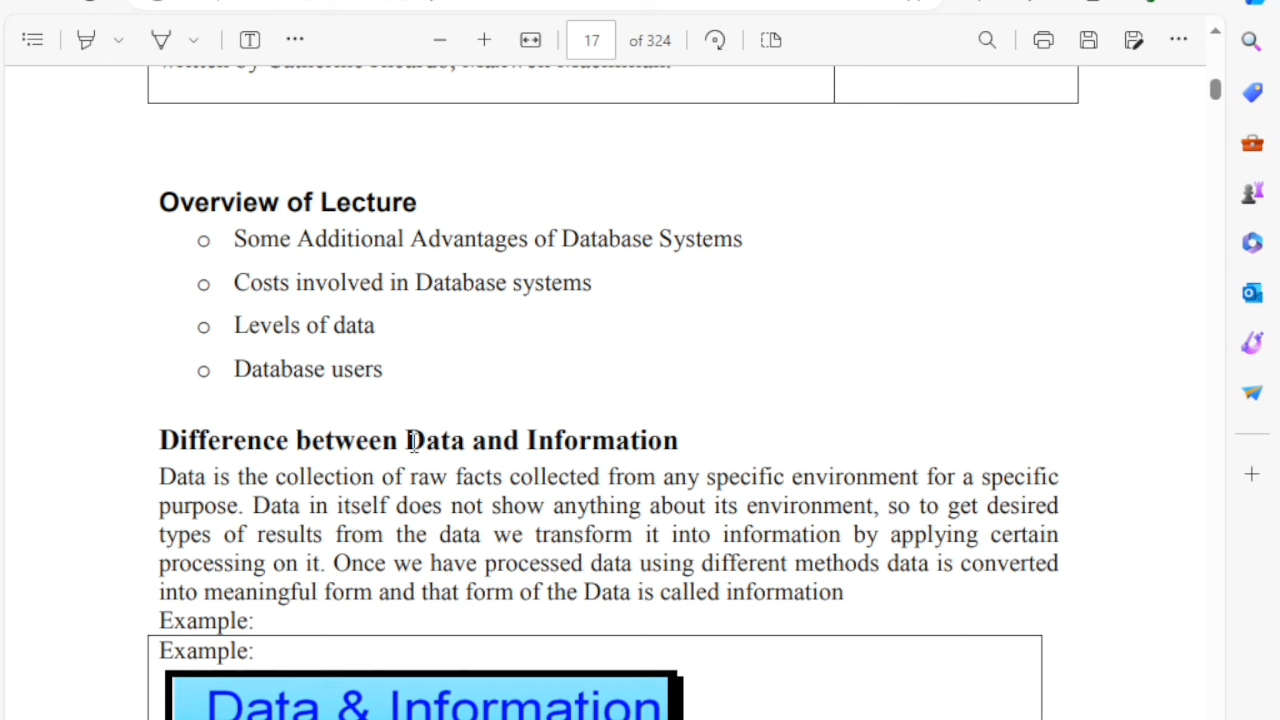 17 of 324
Overview of Lecture
Some Additional Advantages of Database Systems
Costs involved in Database systems
Levels of data
Database users
Difference between Data and Information
Data is the collection of raw facts collected from any specific environment for a specific
purpose. Data in itself does not show anything about its environment, so to get desired
types of results from the data we transform it into information by applying certain
processing on it. Once we have processed data using different methods data is converted
into meaningful form and that form of the Data is called information
Example:
Example:
Data & Information